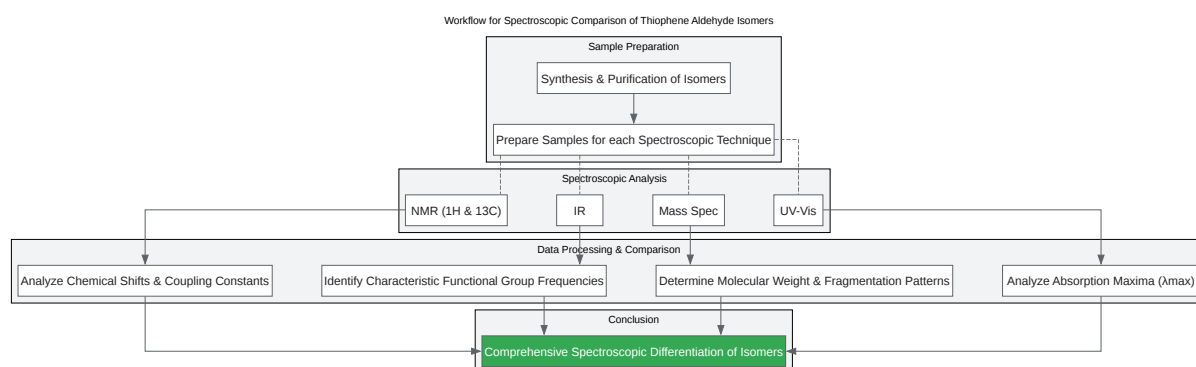 Workflow for Spectroscopic Comparison of Thiophene Aldehyde Isomers
Sample Preparation
Synthesis & Purification of Isomers
Prepare Samples for each Spectroscopic Technique
Spectroscopic Analysis
NMR (1H & 13C)
IR
Mass Spec
UV-Vis
Data Processing & Comparison
Analyze Chemical Shifts & Coupling Constants
Identify Characteristic Functional Group Frequencies
Determine Molecular Weight & Fragmentation Patterns
Analyze Absorption Maxima (λmax)
Conclusion
Comprehensive Spectroscopic Differentiation of Isomers